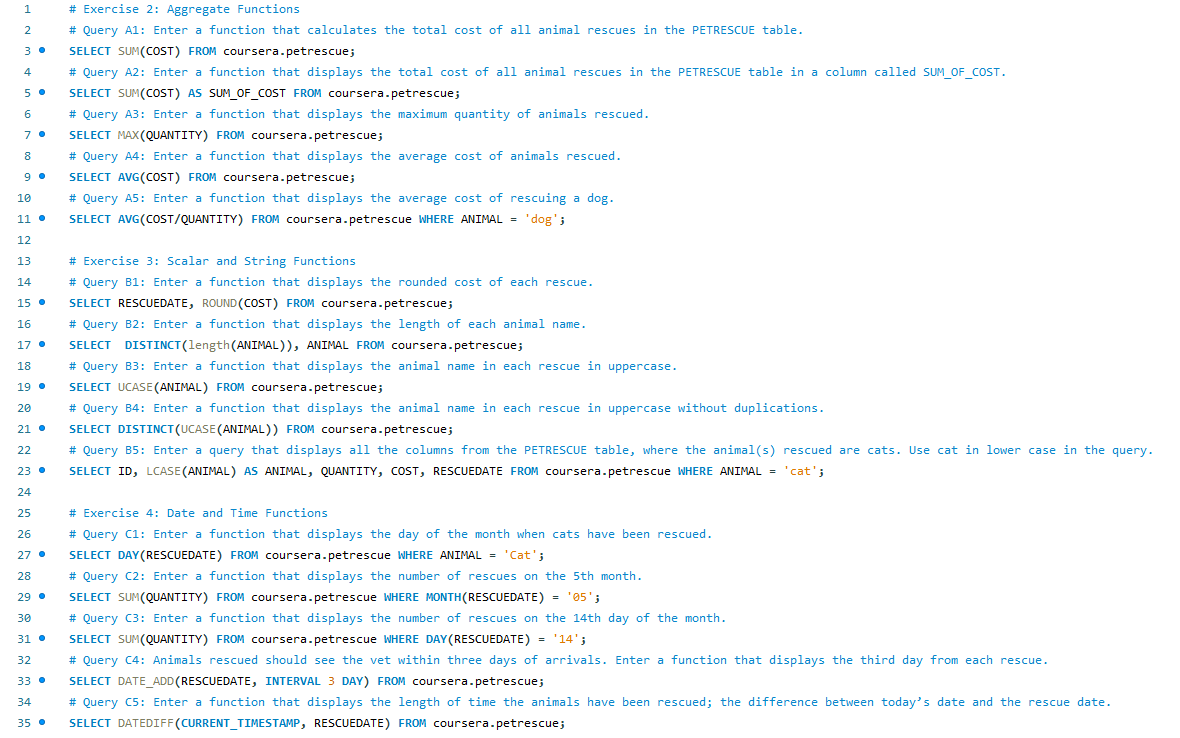 1 # Exercise 2: Aggregate Functions
2 # Query A1: Enter a function that calculates the total cost of all animal rescues in the PETRESCUE table.
3 SELECT SUM(COST) FROM coursera.petrescue;
4 # Query A2: Enter a function that displays the total cost of all animal rescues in the PETRESCUE table in a column called SUM_OF_COST.
5 SELECT SUM(COST) AS SUM_OF_COST FROM coursera.petrescue;
6 # Query A3: Enter a function that displays the maximum quantity of animals rescued.
7 SELECT MAX(QUANTITY) FROM coursera.petrescue;
8 # Query A4: Enter a function that displays the average cost of animals rescued.
9 SELECT AVG(COST) FROM coursera.petrescue;
10 # Query A5: Enter a function that displays the average cost of rescuing a dog.
11 SELECT AVG(COST/QUANTITY) FROM coursera.petrescue WHERE ANIMAL = 'dog';
12
13 # Exercise 3: Scalar and String Functions
14 # Query B1: Enter a function that displays the rounded cost of each rescue.
15 SELECT RESCUEDATE, ROUND(COST) FROM coursera.petrescue;
16 # Query B2: Enter a function that displays the length of each animal name.
17 SELECT  DISTINCT(length(ANIMAL)), ANIMAL FROM coursera.petrescue;
18 # Query B3: Enter a function that displays the animal name in each rescue in uppercase.
19 SELECT UCASE(ANIMAL) FROM coursera.petrescue;
20 # Query B4: Enter a function that displays the animal name in each rescue in uppercase without duplications.
21 SELECT DISTINCT(UCASE(ANIMAL)) FROM coursera.petrescue;
22 # Query B5: Enter a query that displays all the columns from the PETRESCUE table, where the animal(s) rescued are cats. Use cat in lower case in the query.
23 SELECT ID, LCASE(ANIMAL) AS ANIMAL, QUANTITY, COST, RESCUEDATE FROM coursera.petrescue WHERE ANIMAL = 'cat';
24
25 # Exercise 4: Date and Time Functions
26 # Query C1: Enter a function that displays the day of the month when cats have been rescued.
27 SELECT DAY(RESCUEDATE) FROM coursera.petrescue WHERE ANIMAL = 'Cat';
28 # Query C2: Enter a function that displays the number of rescues on the 5th month.
29 SELECT SUM(QUANTITY) FROM coursera.petrescue WHERE MONTH(RESCUEDATE) = '05';
30 # Query C3: Enter a function that displays the number of rescues on the 14th day of the month.
31 SELECT SUM(QUANTITY) FROM coursera.petrescue WHERE DAY(RESCUEDATE) = '14';
32 # Query C4: Animals rescued should see the vet within three days of arrivals. Enter a function that displays the third day from each rescue.
33 SELECT DATE_ADD(RESCUEDATE, INTERVAL 3 DAY) FROM coursera.petrescue;
34 # Query C5: Enter a function that displays the length of time the animals have been rescued; the difference between today’s date and the rescue date.
35 SELECT DATEDIFF(CURRENT_TIMESTAMP, RESCUEDATE) FROM coursera.petrescue;